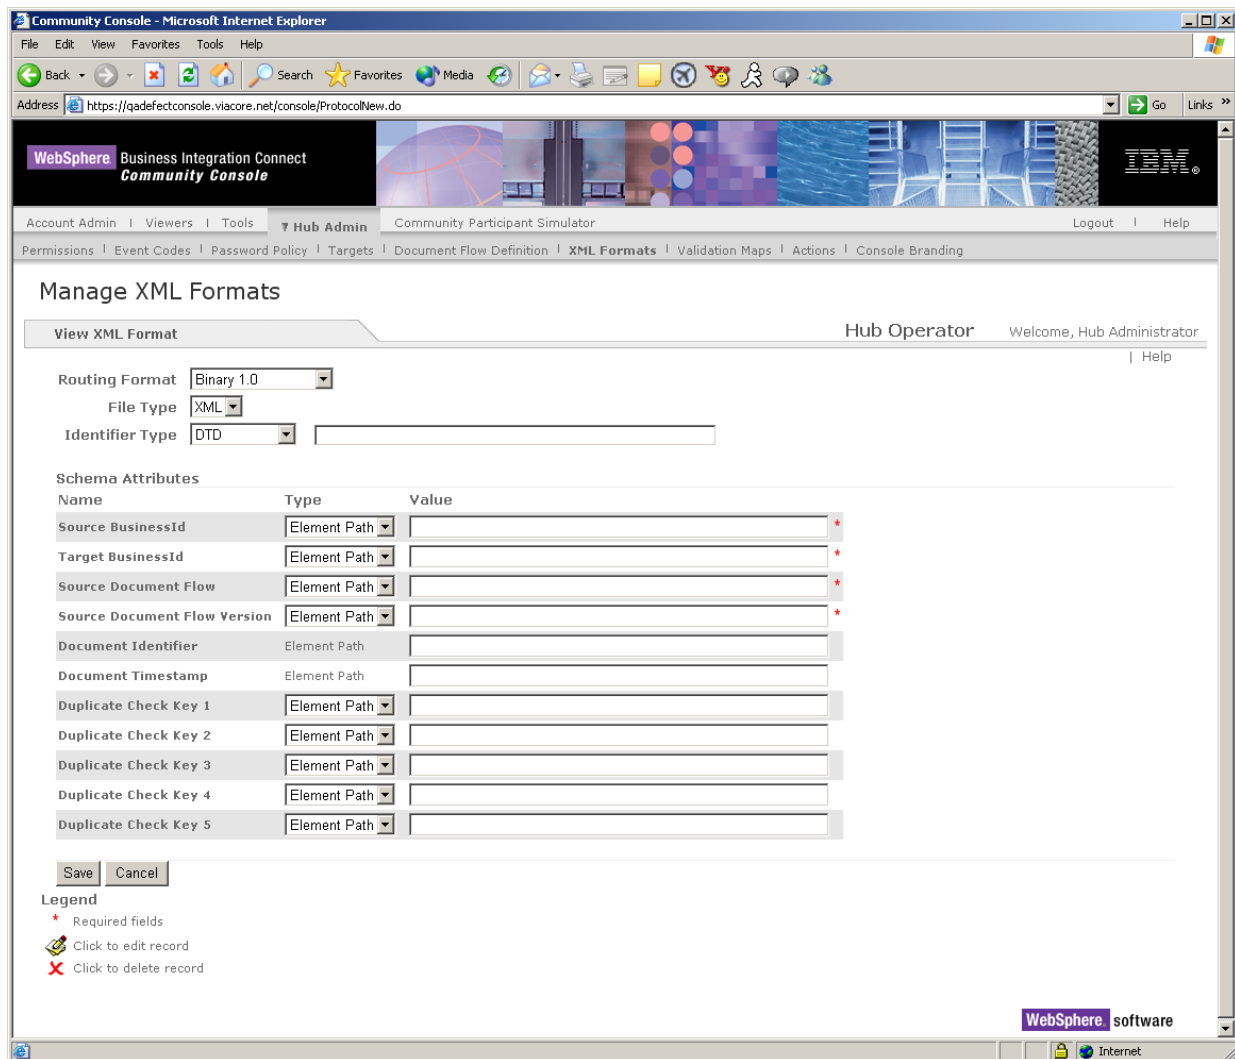 Community Console - Microsoft Internet Explorer
File Edit View Favorites Tools Help
Back Search Favorites Media
Address https://qadefectconsole.viacore.net/console/ProtocolNew.do Go Links »
WebSphere. Business Integration Connect
Community Console
IBM®
Account Admin | Viewers | Tools Hub Admin Community Participant Simulator Logout | Help
Permissions | Event Codes | Password Policy | Targets | Document Flow Definition | XML Formats | Validation Maps | Actions | Console Branding
Manage XML Formats
View XML Format Hub Operator Welcome, Hub Administrator
| Help
Routing Format Binary 1.0
File Type XML
Identifier Type DTD
Schema Attributes
Name Type Value
Source BusinessId Element Path *
Target BusinessId Element Path *
Source Document Flow Element Path *
Source Document Flow Version Element Path *
Document Identifier Element Path
Document Timestamp Element Path
Duplicate Check Key 1 Element Path
Duplicate Check Key 2 Element Path
Duplicate Check Key 3 Element Path
Duplicate Check Key 4 Element Path
Duplicate Check Key 5 Element Path
Save Cancel
Legend
* Required fields
Click to edit record
Click to delete record
WebSphere. software
Internet